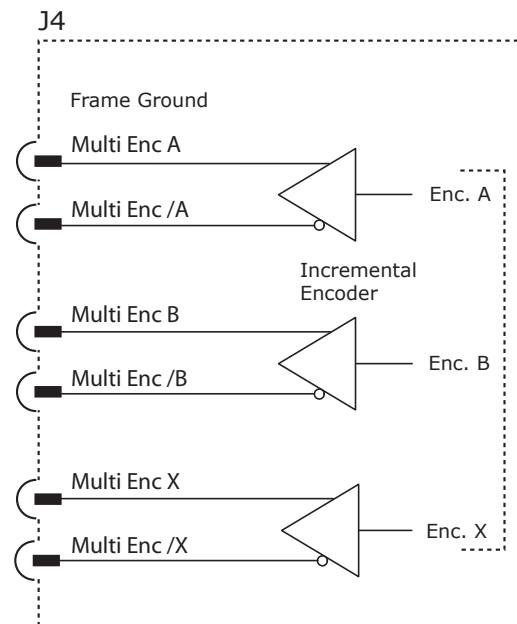 J4
Frame Ground
Multi Enc A
Enc. A
Multi Enc /A
Incremental
Encoder
Multi Enc B
Enc. B
Multi Enc /B
Multi Enc X
Enc. X
Multi Enc /X